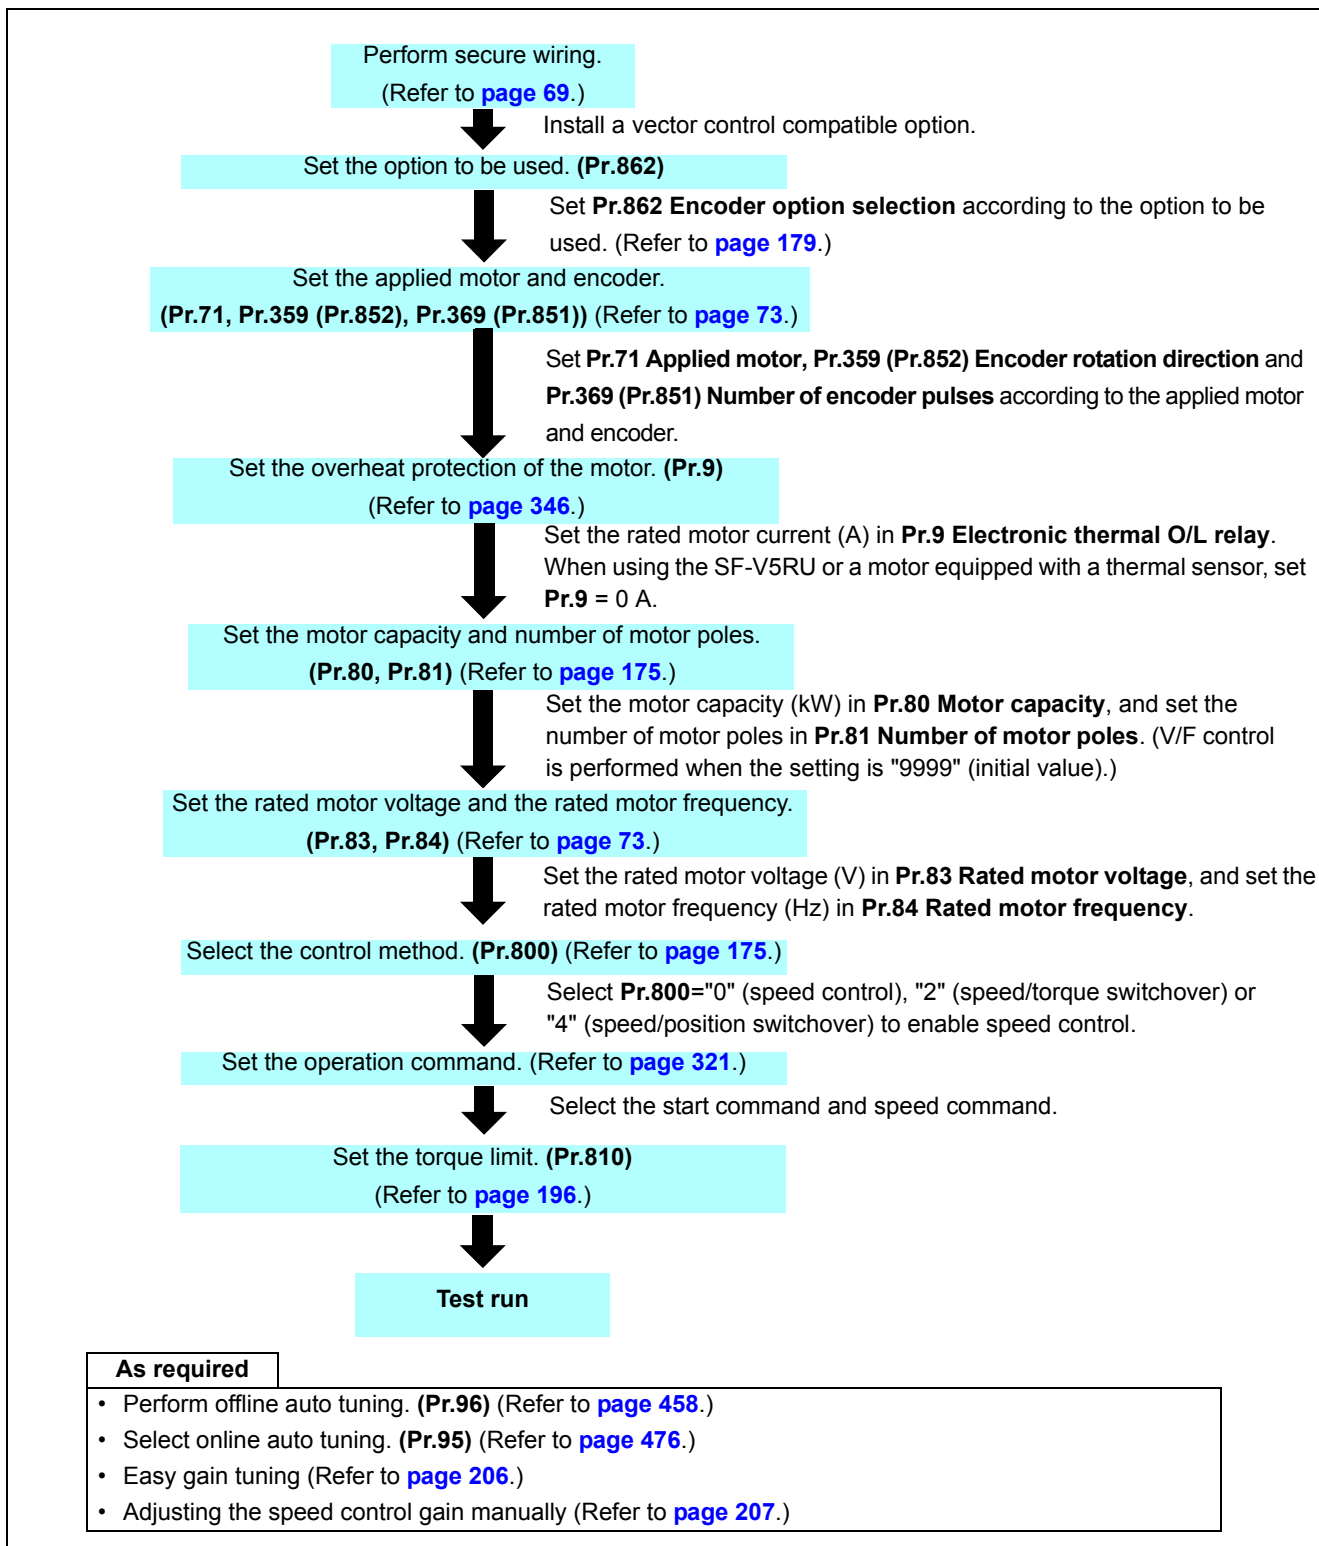 Perform secure wiring.
(Refer to page 69.)
Install a vector control compatible option.
Set the option to be used. (Pr.862)
Set Pr.862 Encoder option selection according to the option to be
used. (Refer to page 179.)
Set the applied motor and encoder.
(Pr.71, Pr.359 (Pr.852), Pr.369 (Pr.851)) (Refer to page 73.)
Set Pr.71 Applied motor, Pr.359 (Pr.852) Encoder rotation direction and
Pr.369 (Pr.851) Number of encoder pulses according to the applied motor
and encoder.
Set the overheat protection of the motor. (Pr.9)
(Refer to page 346.)
Set the rated motor current (A) in Pr.9 Electronic thermal O/L relay.
When using the SF-V5RU or a motor equipped with a thermal sensor, set
Pr.9 = 0 A.
Set the motor capacity and number of motor poles.
(Pr.80, Pr.81) (Refer to page 175.)
Set the motor capacity (kW) in Pr.80 Motor capacity, and set the
number of motor poles in Pr.81 Number of motor poles. (V/F control
is performed when the setting is "9999" (initial value).)
Set the rated motor voltage and the rated motor frequency.
(Pr.83, Pr.84) (Refer to page 73.)
Set the rated motor voltage (V) in Pr.83 Rated motor voltage, and set the
rated motor frequency (Hz) in Pr.84 Rated motor frequency.
Select the control method. (Pr.800) (Refer to page 175.)
Select Pr.800="0" (speed control), "2" (speed/torque switchover) or
"4" (speed/position switchover) to enable speed control.
Set the operation command. (Refer to page 321.)
Select the start command and speed command.
Set the torque limit. (Pr.810)
(Refer to page 196.)
Test run
As required
• Perform offline auto tuning. (Pr.96) (Refer to page 458.)
• Select online auto tuning. (Pr.95) (Refer to page 476.)
• Easy gain tuning (Refer to page 206.)
• Adjusting the speed control gain manually (Refer to page 207.)